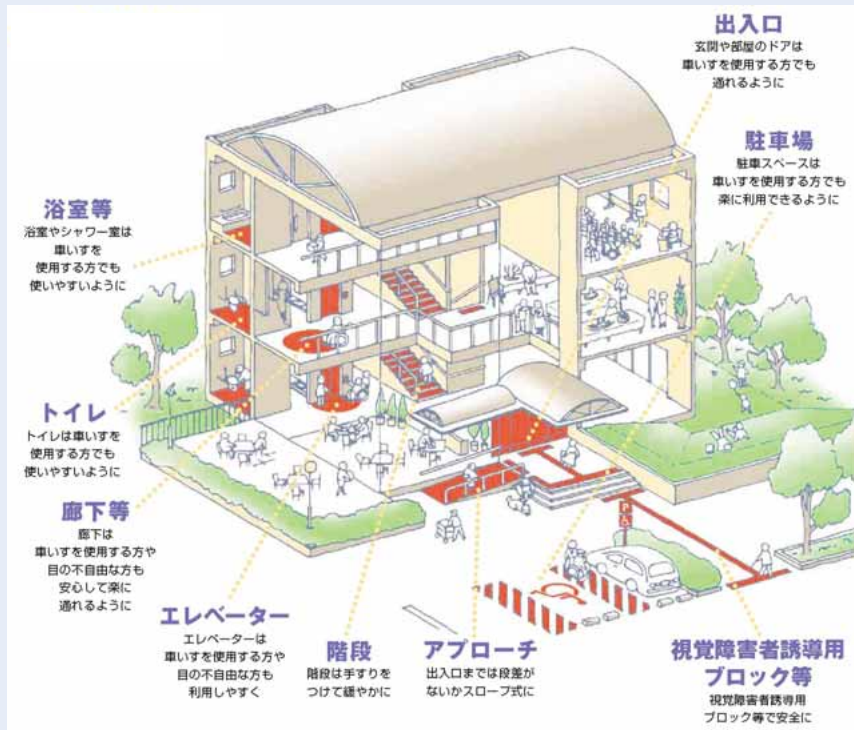 出入口
玄関や部屋のドアは
車いすを使用する方でも
通れるように
駐車場
駐車スペースは
車いすを使用する方でも
楽に利用できるように
浴室等
浴室やシャワー室は
車いすを
使用する方でも
使いやすいように
トイレ
トイレは車いすを
使用する方でも
使いやすいように
廊下等
廊下は
車いすを使用する方や
目の不自由な方も
安心して楽に
通れるように
エレベーター
エレベーターは
車いすを使用する方や
目の不自由な方も
利用しやすく
階段
階段は手すりを
つけて緩やかに
アプローチ
出入口までは段差が
ないかスロープ式に
視覚障害者誘導用
ブロック等
視覚障害者誘導用
ブロック等で安全に
P